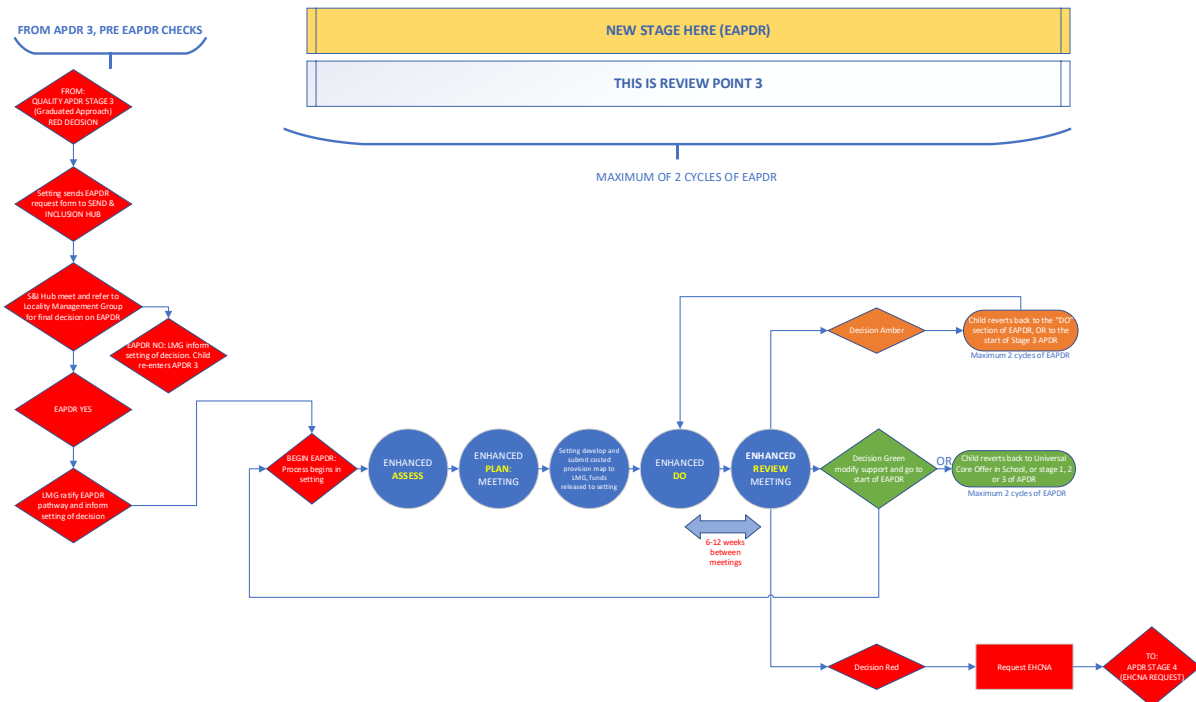 FROM APDR 3, PRE EAPDR CHECKS
NEW STAGE HERE (EAPDR)
THIS IS REVIEW POINT 3
MAXIMUM OF 2 CYCLES OF EAPDR
FROM:
QUALITY APDR STAGE 3
(Graduated Approach)
RED DECISION
Setting sends EAPDR
request form to SEND &
INCLUSION HUB
S&I Hub meet and refer to
Locality Management Group
for final decision on EAPDR
EAPDR NO: LMG inform
setting of decision. Child
re-enters APDR 3
EAPDR YES
LMG ratify EAPDR
pathway and inform
setting of decision
BEGIN EAPDR:
Process begins in
setting
ENHANCED
ASSESS
ENHANCED
PLAN:
MEETING
Setting develop and
submit costed
provision map to
LMG, funds
released to setting
ENHANCED
DO
ENHANCED
REVIEW
MEETING
6-12 weeks
between
meetings
Decision Amber
Child reverts back to the "DO"
section of EAPDR, OR to the
start of Stage 3 APDR
Maximum 2 cycles of EAPDR
Decision Green
modify support and go to
start of EAPDR
OR
Child reverts back to Universal
Core Offer in School, or stage 1, 2
or 3 of APDR
Maximum 2 cycles of EAPDR
Decision Red
Request EHCNA
TO:
APDR STAGE 4
(EHCNA REQUEST)